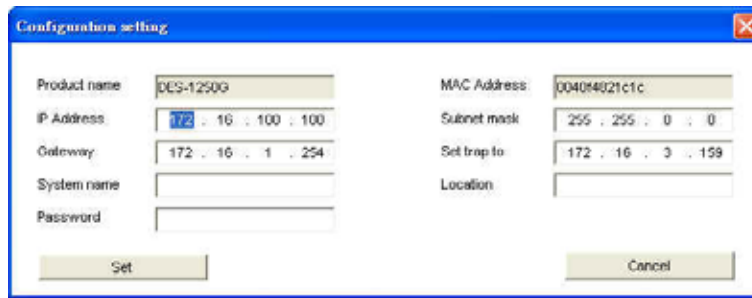 Configuration setting
Product name DES-1250G MAC Address 0040f4821c1c
IP Address 172 . 16 . 100 . 100 Subnet mask 255 . 255 . 0 . 0
Gateway 172 . 16 . 1 . 254 Set trap to 172 . 16 . 3 . 159
System name Location
Password
Set Cancel